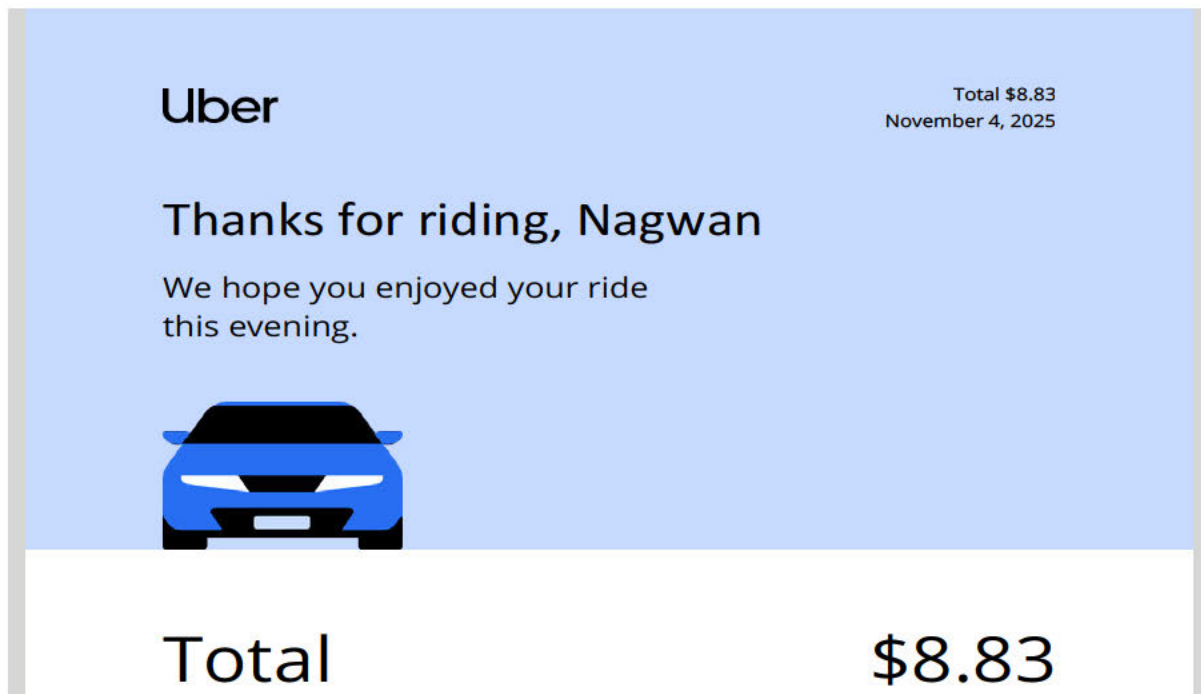 Uber
Total $8.83
November 4, 2025
Thanks for riding, Nagwan
We hope you enjoyed your ride
this evening.
Total $8.83